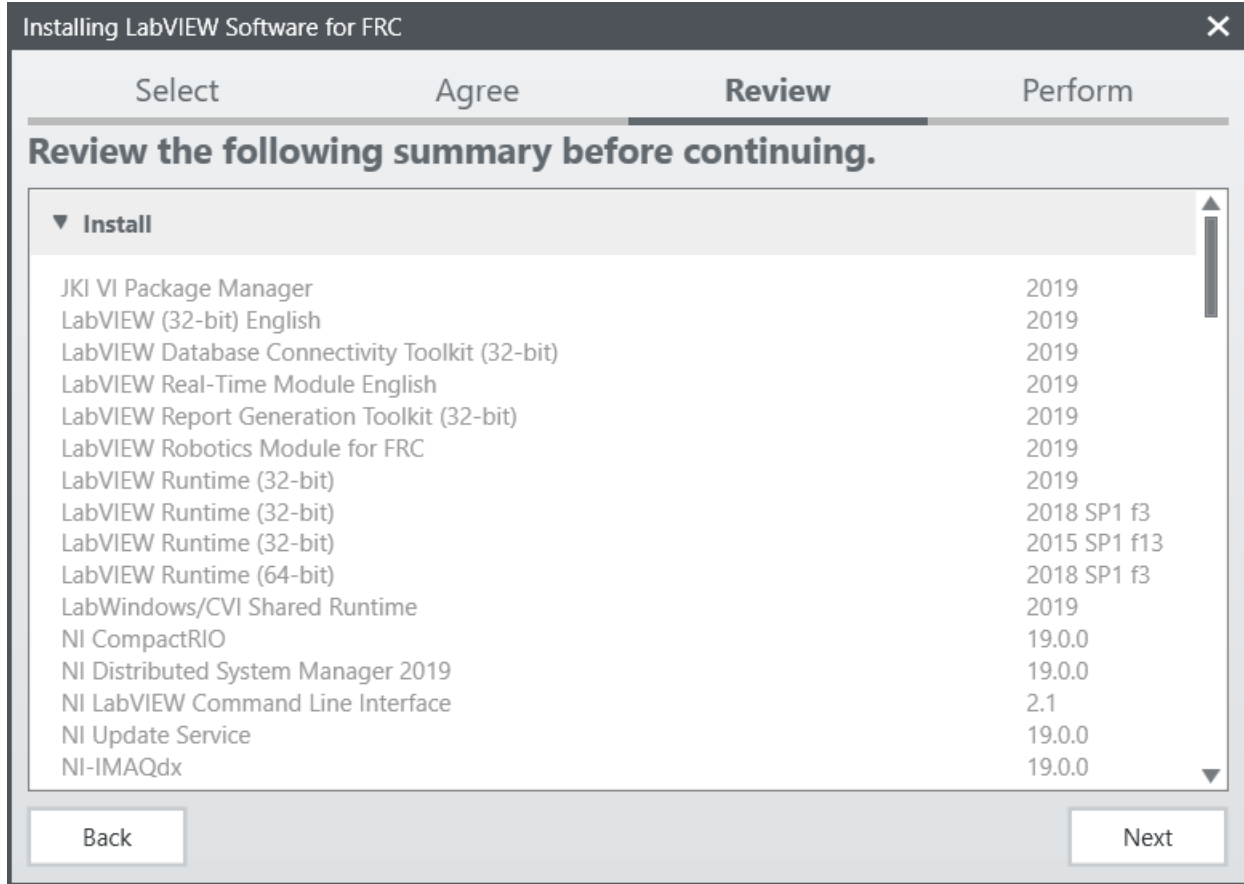 Installing LabVIEW Software for FRC
Select Agree Review Perform
Review the following summary before continuing.
Install
JKI VI Package Manager 2019
LabVIEW (32-bit) English 2019
LabVIEW Database Connectivity Toolkit (32-bit) 2019
LabVIEW Real-Time Module English 2019
LabVIEW Report Generation Toolkit (32-bit) 2019
LabVIEW Robotics Module for FRC 2019
LabVIEW Runtime (32-bit) 2019
LabVIEW Runtime (32-bit) 2018 SP1 f3
LabVIEW Runtime (32-bit) 2015 SP1 f13
LabVIEW Runtime (64-bit) 2018 SP1 f3
LabWindows/CVI Shared Runtime 2019
NI CompactRIO 19.0.0
NI Distributed System Manager 2019 19.0.0
NI LabVIEW Command Line Interface 2.1
NI Update Service 19.0.0
NI-IMAQdx 19.0.0
Back Next